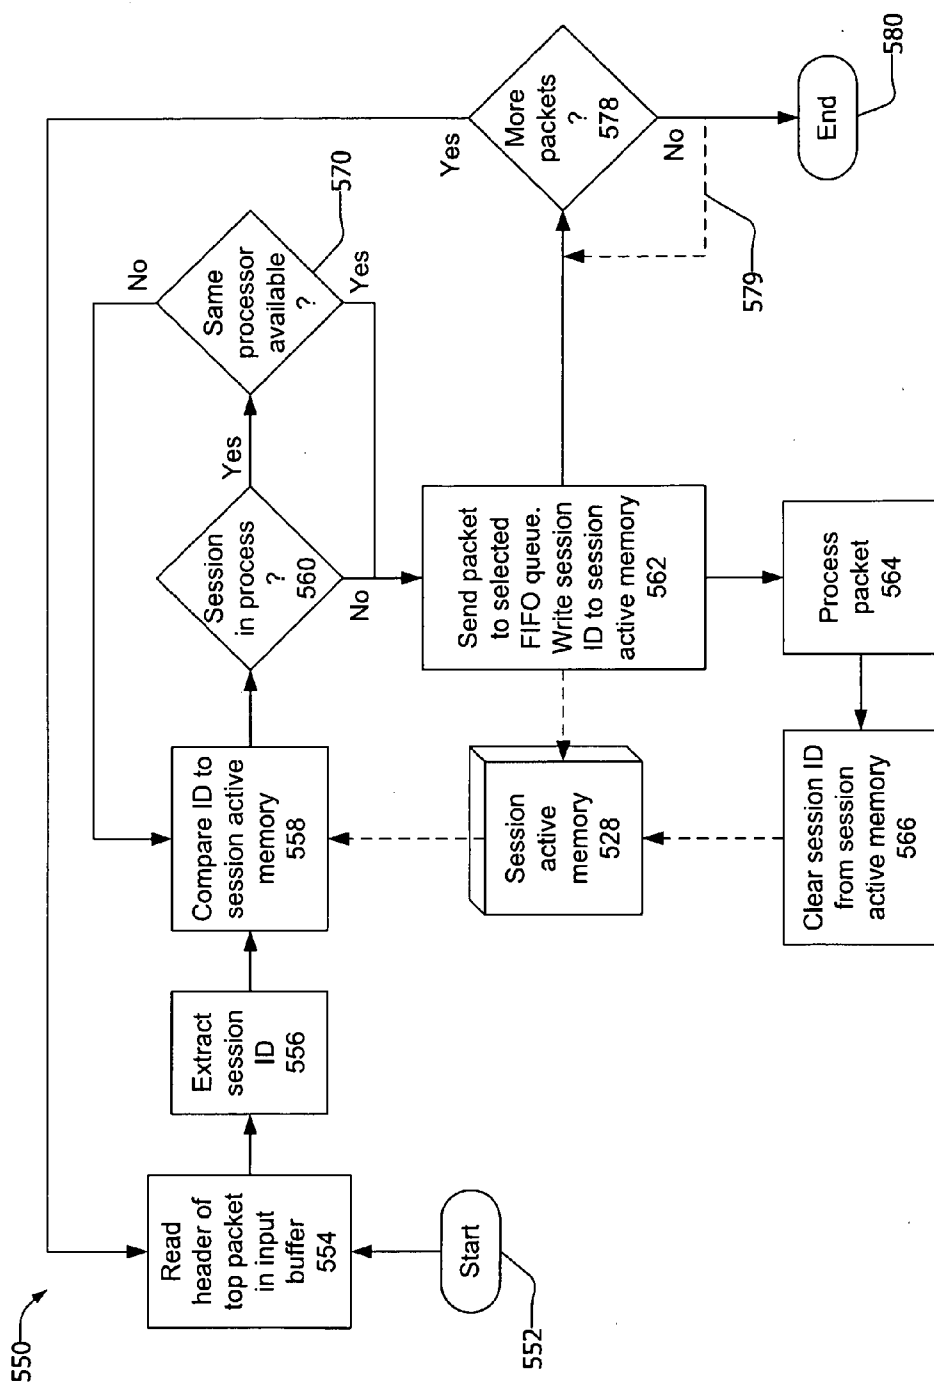 550
Start
552
Read
header of
top packet
in input
buffer
554
Extract
session
ID
556
Compare ID to
session active
memory
558
Session
in process
?
560
Yes
No
Same
processor
available
?
570
No
Yes
Send packet
to selected
FIFO queue.
Write session
ID to session
active memory
562
Session
active
memory
528
Process
packet
564
Clear session ID
from session
active memory
566
More
packets
?
578
Yes
No
579
End
580